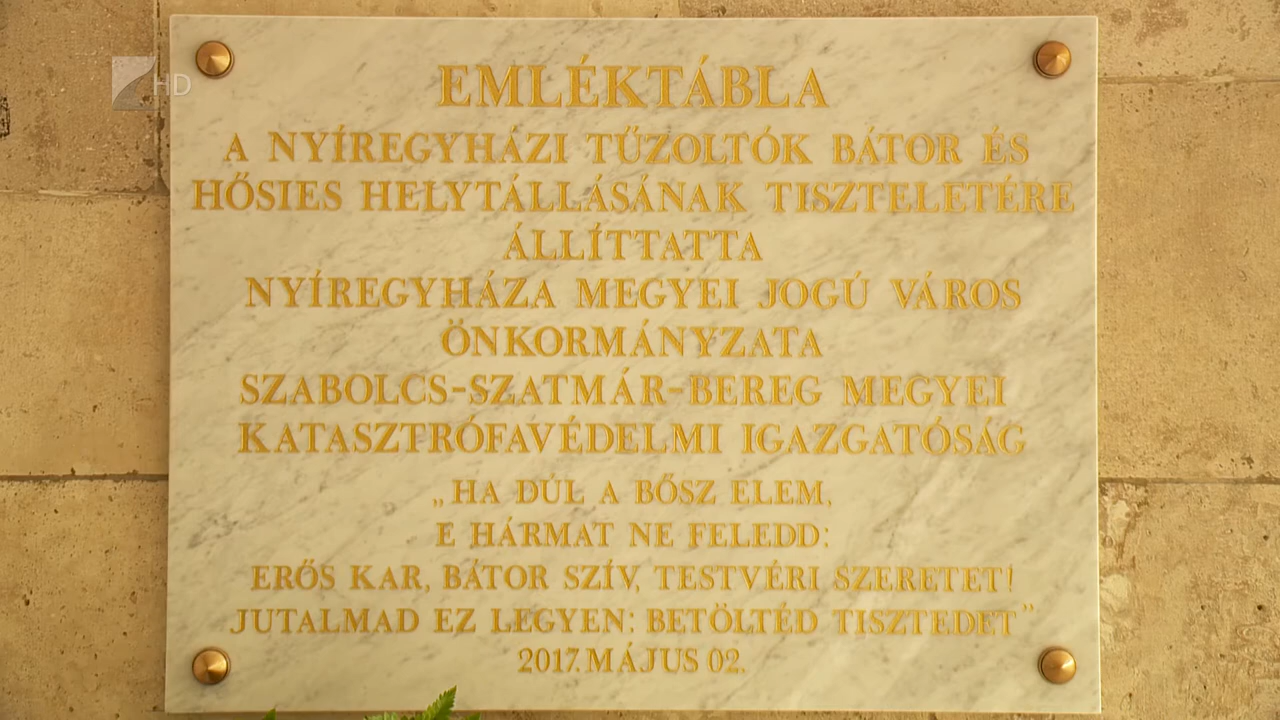 HD
EMLÉKTÁBLA
A NYÍREGYHÁZI TŰZOLTÓK BÁTOR ÉS
HŐSIES HELYTÁLLÁSÁNAK TISZTELETÉRE
ÁLLÍTTATTA
NYÍREGYHÁZA MEGYEI JOGÚ VÁROS
ÖNKORMÁNYZATA
SZABOLCS-SZATMÁR-BEREG MEGYEI
KATASZTRÓFAVÉDELMI IGAZGATÓSÁG
„HA DÚL A BŐSZ ELEM,
E HÁRMAT NE FELEDD:
ERŐS KAR, BÁTOR SZÍV, TESTVÉRI SZERETET!
JUTALMAD EZ LEGYEN: BETÖLTÉD TISZTEDET”
2017. MÁJUS 02.